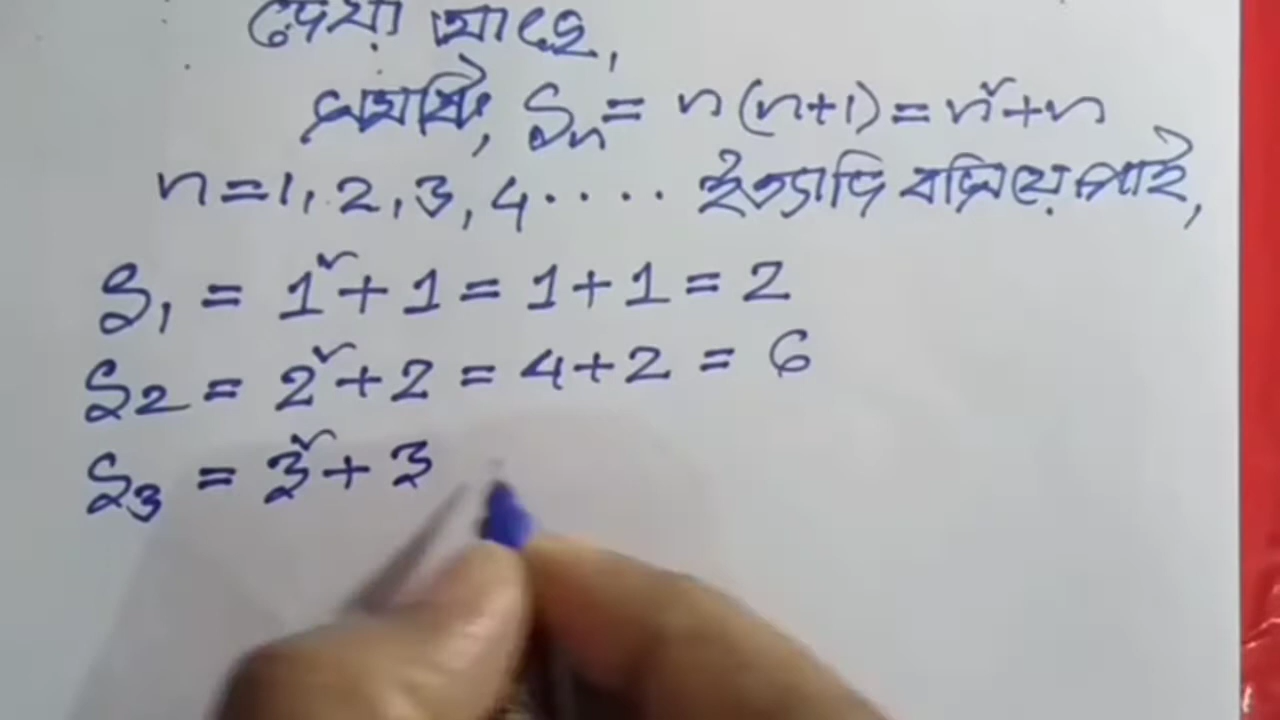 দেয়া আছে,
সমষ্টি, Sₙ = n(n+1) = n²+n
n=1, 2, 3, 4 ····· ইত্যাদি বসিয়ে পাই,
S₁ = 1² + 1 = 1 + 1 = 2
S₂ = 2² + 2 = 4 + 2 = 6
S₃ = 3² + 3